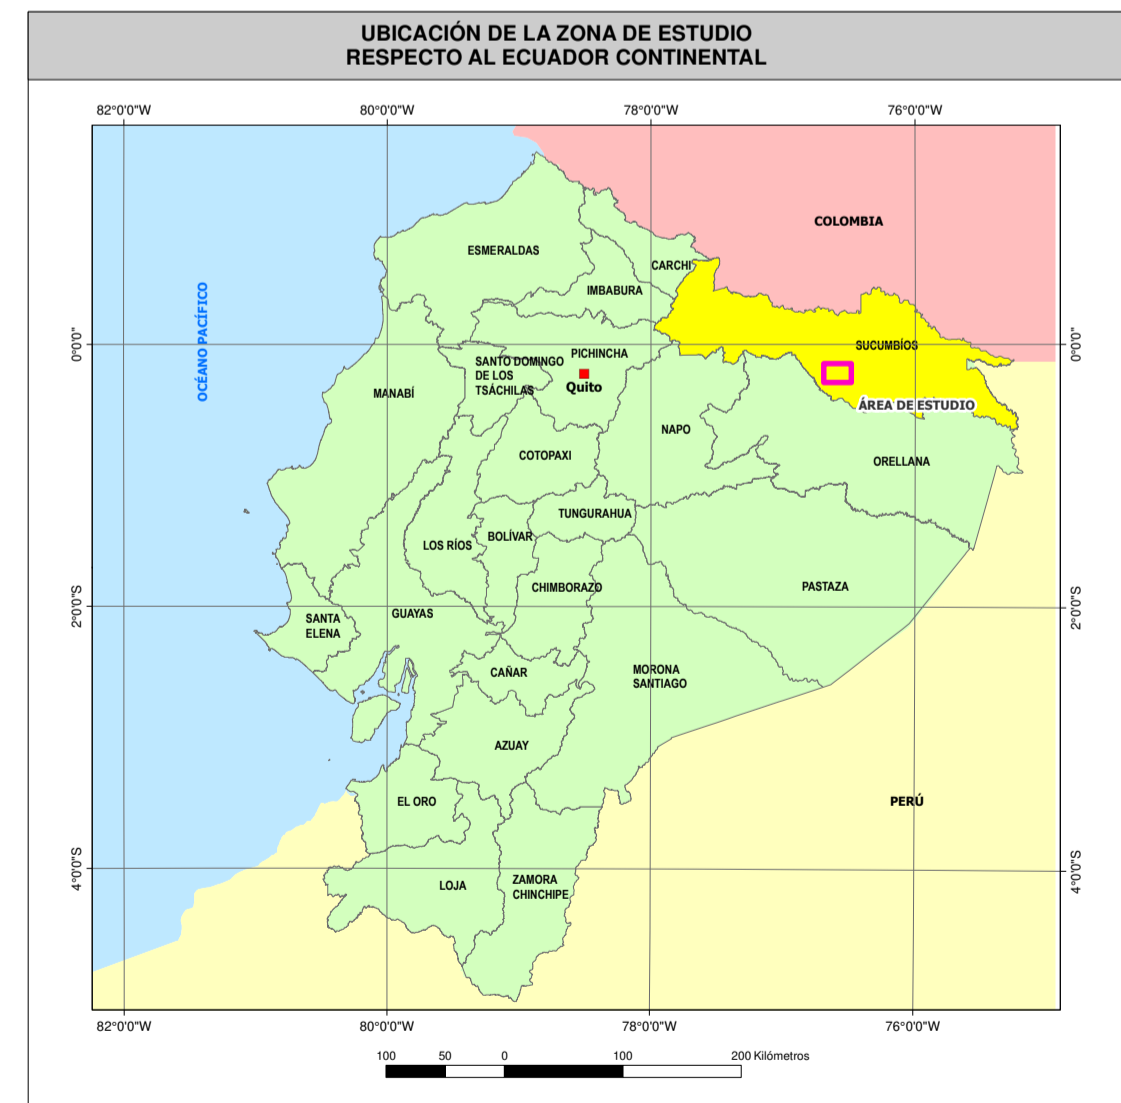 UBICACIÓN DE LA ZONA DE ESTUDIO
RESPECTO AL ECUADOR CONTINENTAL
82°0'0"W
80°0'0"W
78°0'0"W
76°0'0"W
COLOMBIA
ESMERALDAS
CARCHI
IMBABURA
OCÉANO PACÍFICO
0°0'0"
0°0'0"
SUCUMBÍOS
PICHINCHA
SANTO DOMINGO
DE LOS
TSÁCHILAS
Quito
MANABÍ
ÁREA DE ESTUDIO
NAPO
COTOPAXI
ORELLANA
TUNGURAHUA
BOLÍVAR
LOS RÍOS
CHIMBORAZO
PASTAZA
2°0'0"S
2°0'0"S
SANTA
ELENA
GUAYAS
CAÑAR
MORONA
SANTIAGO
AZUAY
EL ORO
PERÚ
4°0'0"S
4°0'0"S
LOJA
ZAMORA
CHINCHIPE
82°0'0"W
80°0'0"W
78°0'0"W
76°0'0"W
100
50
0
100
200 Kilómetros